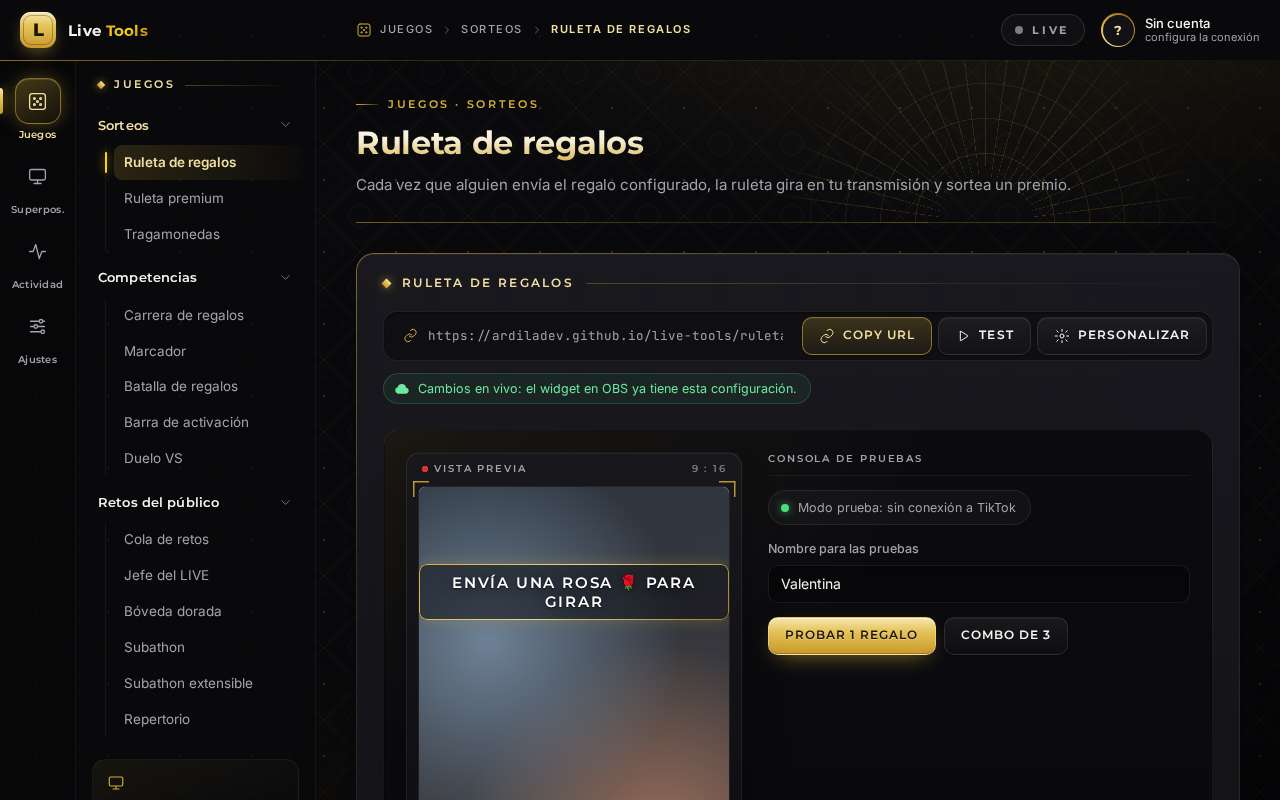 L
Live Tools
JUEGOS
SORTEOS
RULETA DE REGALOS
LIVE
?
Sin cuenta
configura la conexión
Juegos
Superpos.
Actividad
Ajustes
JUEGOS
Sorteos
Ruleta de regalos
Ruleta premium
Tragamonedas
Competencias
Carrera de regalos
Marcador
Batalla de regalos
Barra de activación
Duelo VS
Retos del público
Cola de retos
Jefe del LIVE
Bóveda dorada
Subathon
Subathon extensible
Repertorio
JUEGOS · SORTEOS
Ruleta de regalos
Cada vez que alguien envía el regalo configurado, la ruleta gira en tu transmisión y sortea un premio.
RULETA DE REGALOS
https://ardiladev.github.io/live-tools/ruleta
COPY URL
TEST
PERSONALIZAR
Cambios en vivo: el widget en OBS ya tiene esta configuración.
VISTA PREVIA
9:16
ENVÍA UNA ROSA 🌹 PARA
GIRAR
CONSOLA DE PRUEBAS
Modo prueba: sin conexión a TikTok
Nombre para las pruebas
Valentina
PROBAR 1 REGALO
COMBO DE 3